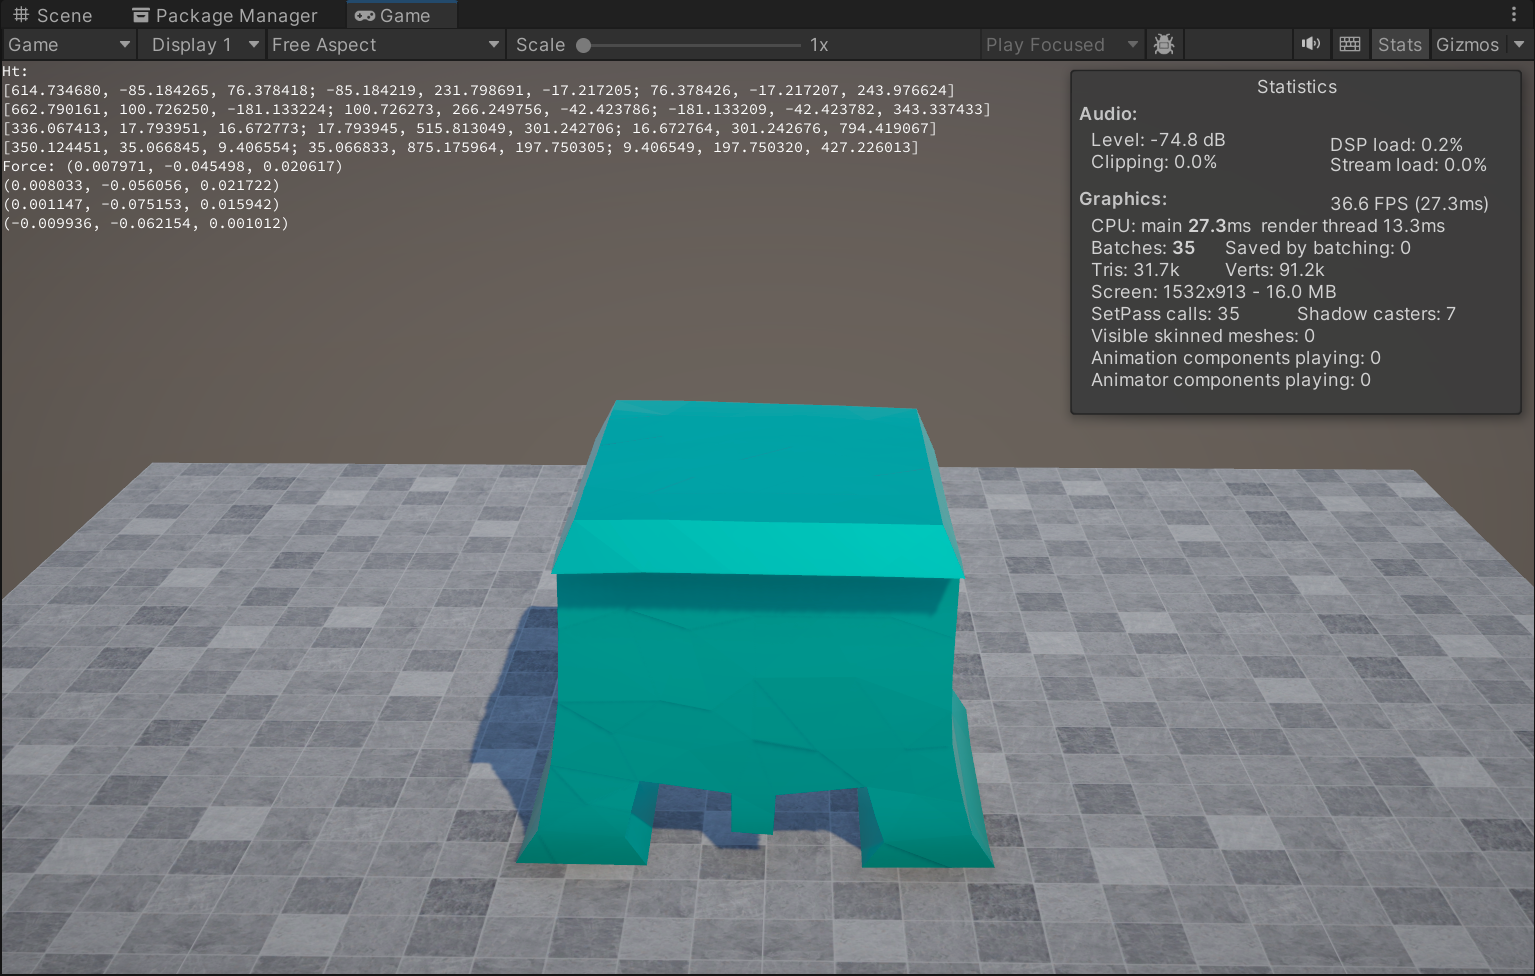 Scene Package Manager Game
Game Display 1 Free Aspect Scale 1x Play Focused Stats Gizmos
Ht:
[614.734680, -85.184265, 76.378418; -85.184219, 231.798691, -17.217205; 76.378426, -17.217207, 243.976624]
[662.790161, 100.726250, -181.133224; 100.726273, 266.249756, -42.423786; -181.133209, -42.423782, 343.337433]
[336.067413, 17.793951, 16.672773; 17.793945, 515.813049, 301.242706; 16.672764, 301.242676, 794.419067]
[350.124451, 35.066845, 9.406554; 35.066833, 875.175964, 197.750305; 9.406549, 197.750320, 427.226013]
Force: (0.007971, -0.045498, 0.020617)
(0.008033, -0.056056, 0.021722)
(0.001147, -0.075153, 0.015942)
(-0.009936, -0.062154, 0.001012)
Statistics
Audio:
Level: -74.8 dB DSP load: 0.2%
Clipping: 0.0% Stream load: 0.0%
Graphics: 36.6 FPS (27.3ms)
CPU: main 27.3ms render thread 13.3ms
Batches: 35 Saved by batching: 0
Tris: 31.7k Verts: 91.2k
Screen: 1532x913 - 16.0 MB
SetPass calls: 35 Shadow casters: 7
Visible skinned meshes: 0
Animation components playing: 0
Animator components playing: 0